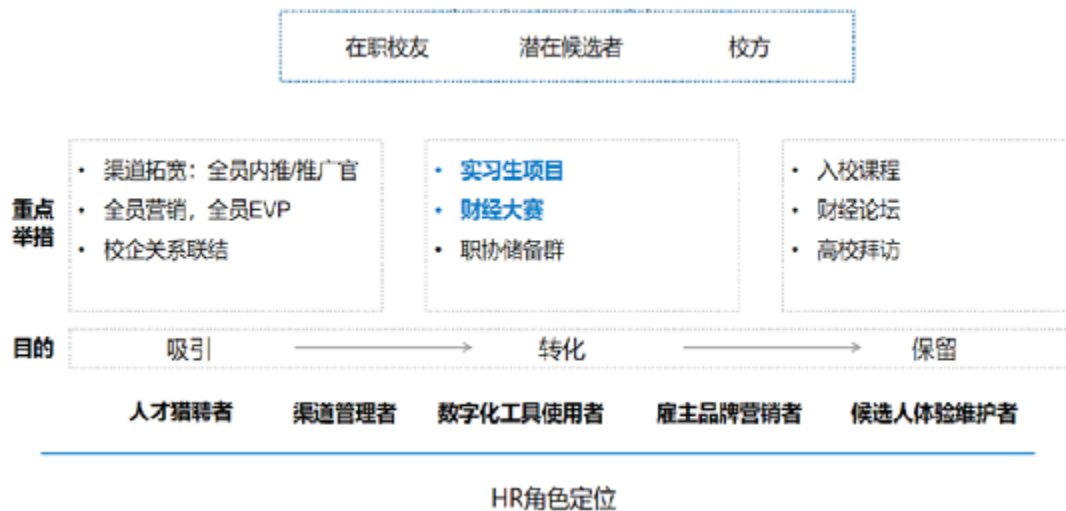 在职校友 潜在候选者 校方
重点
举措
• 渠道拓宽：全员内推/推广官
• 全员营销，全员EVP
• 校企关系联结
• 实习生项目
• 财经大赛
• 职协储备群
• 入校课程
• 财经论坛
• 高校拜访
目的 吸引 转化 保留
人才猎聘者 渠道管理者 数字化工具使用者 雇主品牌营销者 候选人体验维护者
HR角色定位